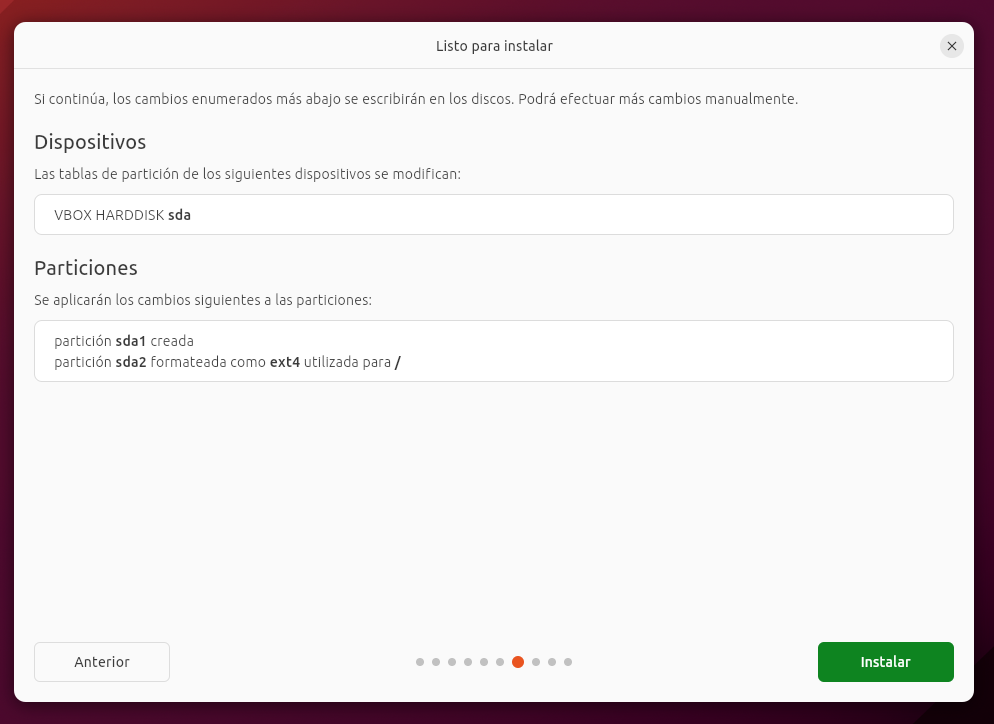 Listo para instalar
Si continúa, los cambios enumerados más abajo se escribirán en los discos. Podrá efectuar más cambios manualmente.
Dispositivos
Las tablas de partición de los siguientes dispositivos se modifican:
VBOX HARDDISK sda
Particiones
Se aplicarán los cambios siguientes a las particiones:
partición sda1 creada
partición sda2 formateada como ext4 utilizada para /
Anterior
Instalar